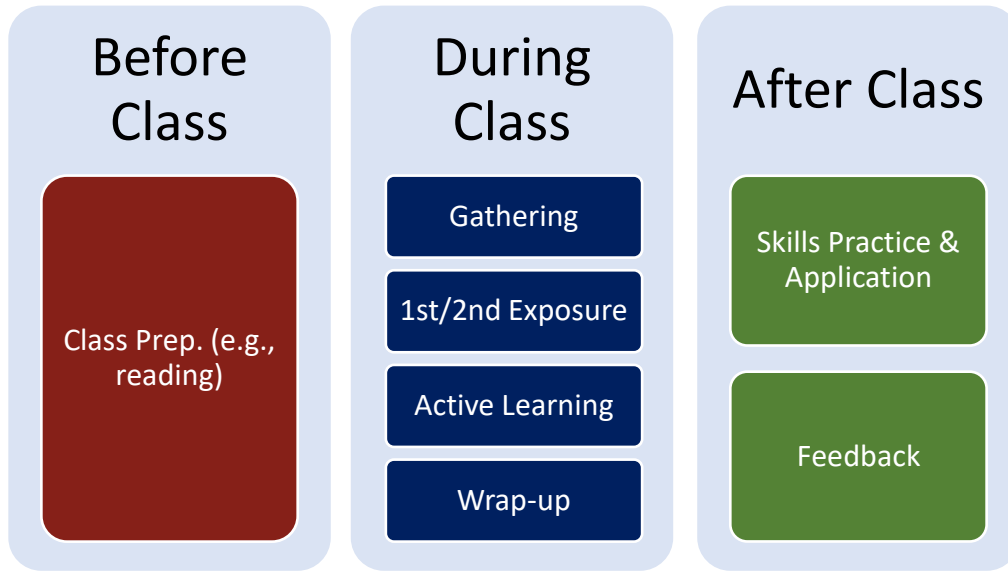 Before
Class
Class Prep. (e.g.,
reading)
During
Class
Gathering
1st/2nd Exposure
Active Learning
Wrap-up
After Class
Skills Practice &
Application
Feedback